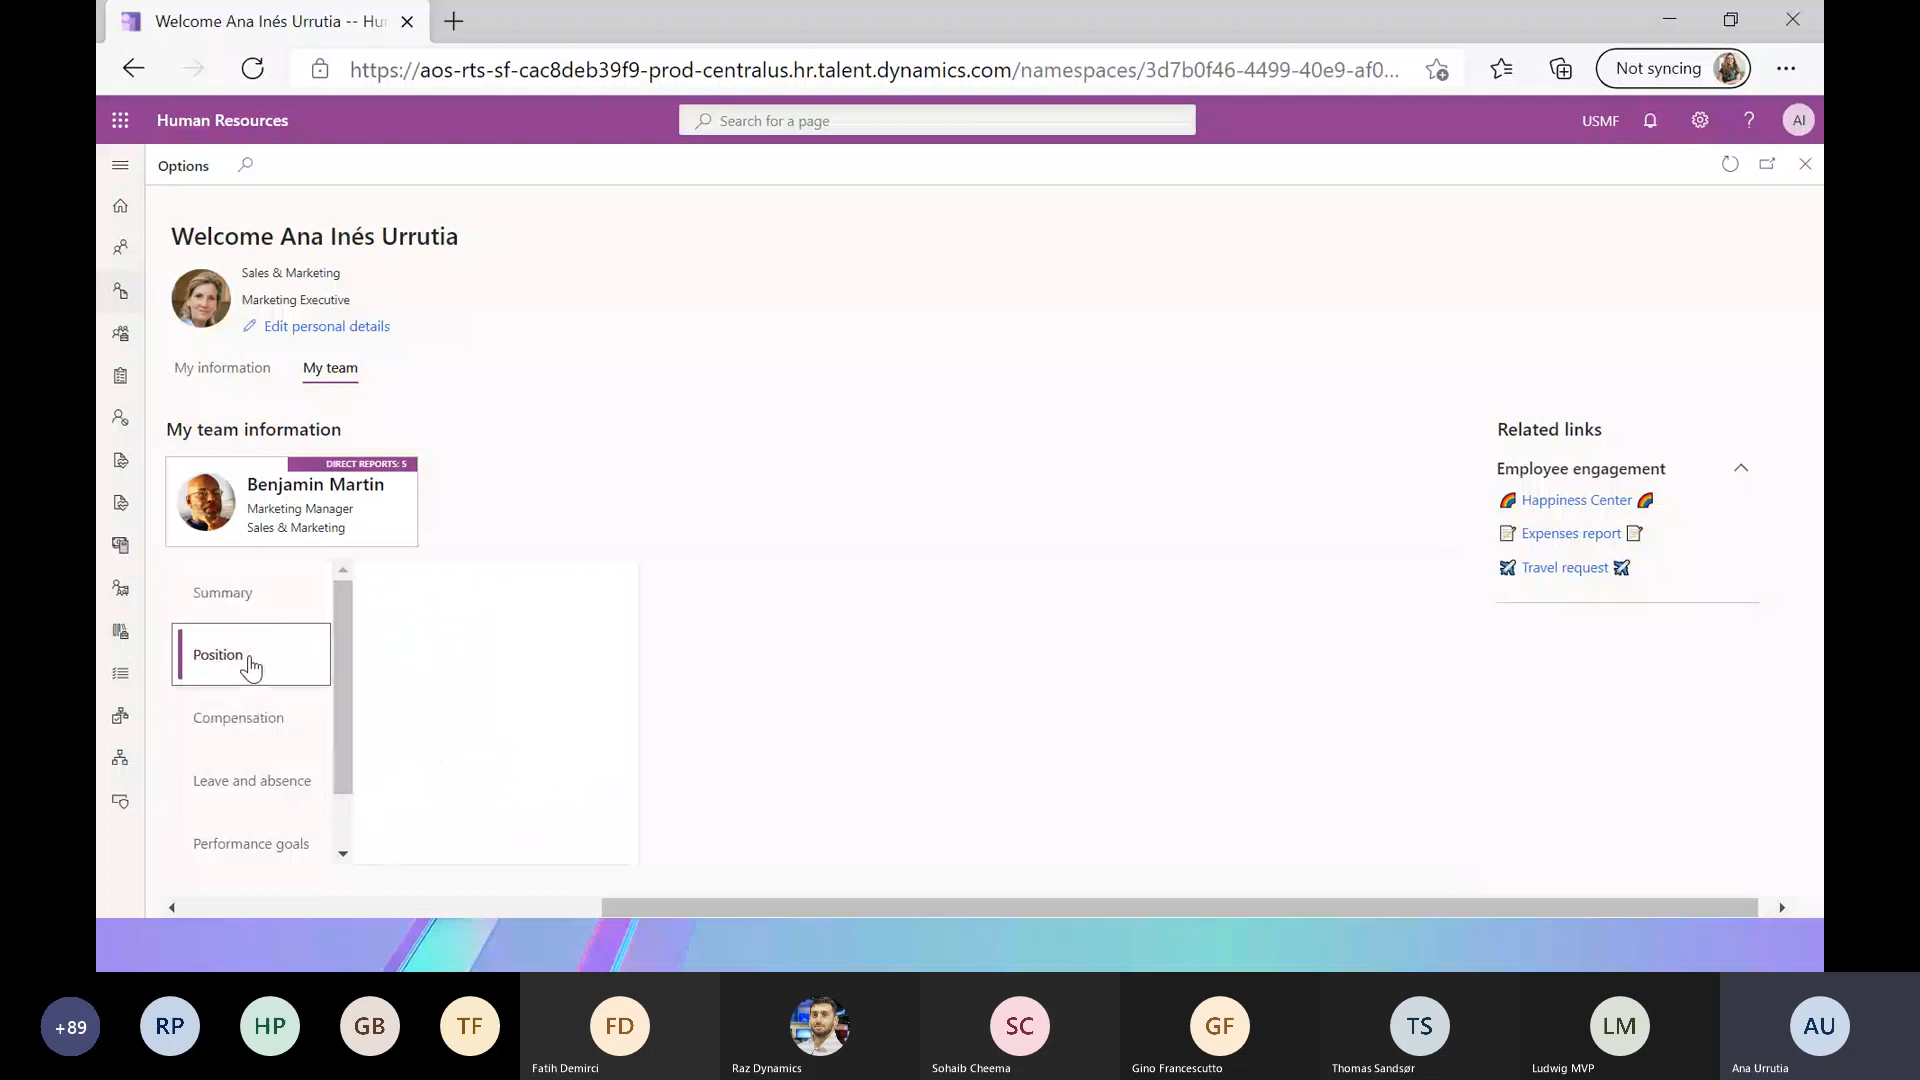 Welcome Ana Inés Urrutia -- Hu
https://aos-rts-sf-cac8deb39f9-prod-centralus.hr.talent.dynamics.com/namespaces/3d7b0f46-4499-40e9-af0...
Not syncing
Human Resources
Search for a page
USMF
?
AI
Options
Welcome Ana Inés Urrutia
Sales & Marketing
Marketing Executive
Edit personal details
My information
My team
My team information
DIRECT REPORTS: 5
Benjamin Martin
Marketing Manager
Sales & Marketing
Summary
Position
Compensation
Leave and absence
Performance goals
Related links
Employee engagement
🌈 Happiness Center 🌈
📝 Expenses report 📝
✈️ Travel request ✈️
+89
RP
HP
GB
TF
FD
Fatih Demirci
Raz Dynamics
SC
Sohaib Cheema
GF
Gino Francescutto
TS
Thomas Sandsør
LM
Ludwig MVP
AU
Ana Urrutia